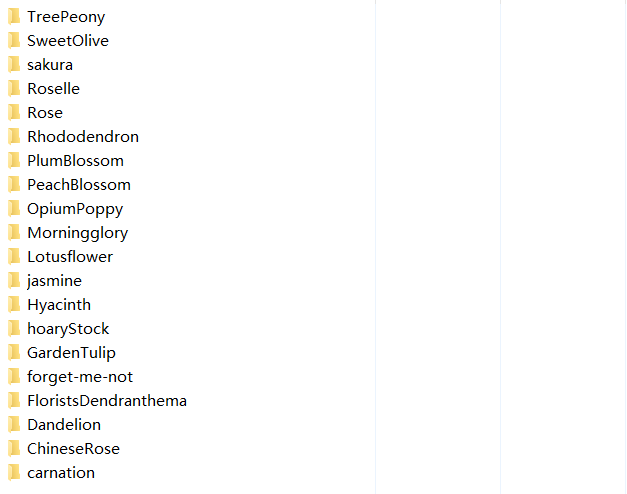 TreePeony
SweetOlive
sakura
Roselle
Rose
Rhododendron
PlumBlossom
PeachBlossom
OpiumPoppy
Morningglory
Lotusflower
jasmine
Hyacinth
hoaryStock
GardenTulip
forget-me-not
FloristsDendranthema
Dandelion
ChineseRose
carnation